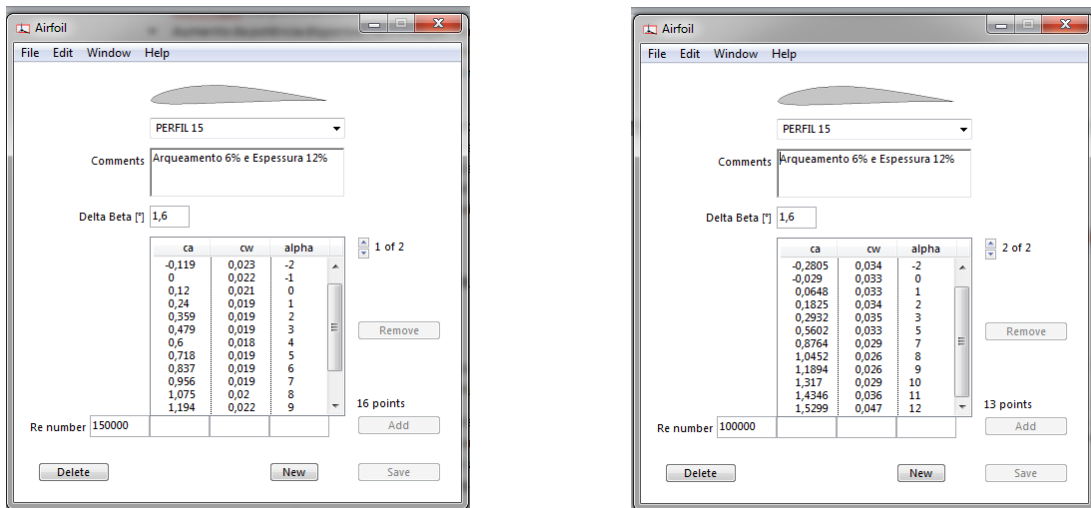 Airfoil
File Edit Window Help
PERFIL 15
Comments Arqueamento 6% e Espessura 12%
Delta Beta [°] 1,6
ca cw alpha 1 of 2
-0,119 0,023 -2
0 0,022 -1
0,12 0,021 0
0,24 0,019 1
0,359 0,019 2
0,479 0,019 3
0,6 0,018 4
0,718 0,019 5
0,837 0,019 6
0,956 0,019 7
1,075 0,02 8
1,194 0,022 9
Remove
16 points
Re number 150000 Add
Delete New Save
Airfoil
File Edit Window Help
PERFIL 15
Comments Arqueamento 6% e Espessura 12%
Delta Beta [°] 1,6
ca cw alpha 2 of 2
-0,2805 0,034 -2
-0,029 0,033 0
0,0648 0,033 1
0,1825 0,034 2
0,2932 0,035 3
0,5602 0,033 5
0,8764 0,029 7
1,0452 0,026 8
1,1894 0,026 9
1,317 0,029 10
1,4346 0,036 11
1,5299 0,047 12
Remove
13 points
Re number 100000 Add
Delete New Save